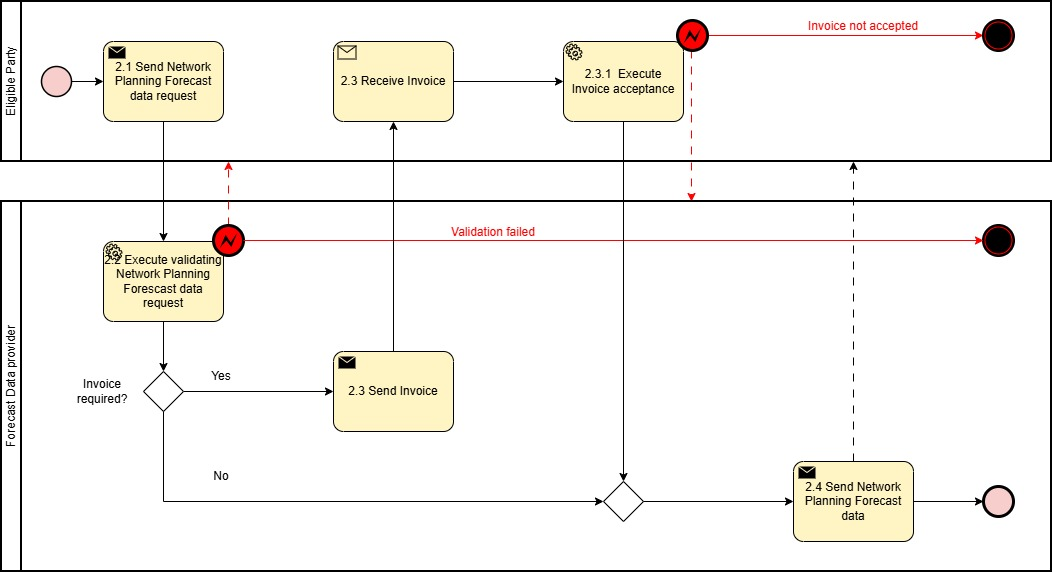 Eligible Party
2.1 Send Network
Planning Forecast
data request
2.3 Receive Invoice
2.3.1 Execute
Invoice acceptance
Invoice not accepted
Forecast Data provider
2.2 Execute validating
Network Planning
Forescast data
request
Validation failed
Invoice
required?
Yes
2.3 Send Invoice
No
2.4 Send Network
Planning Forecast
data